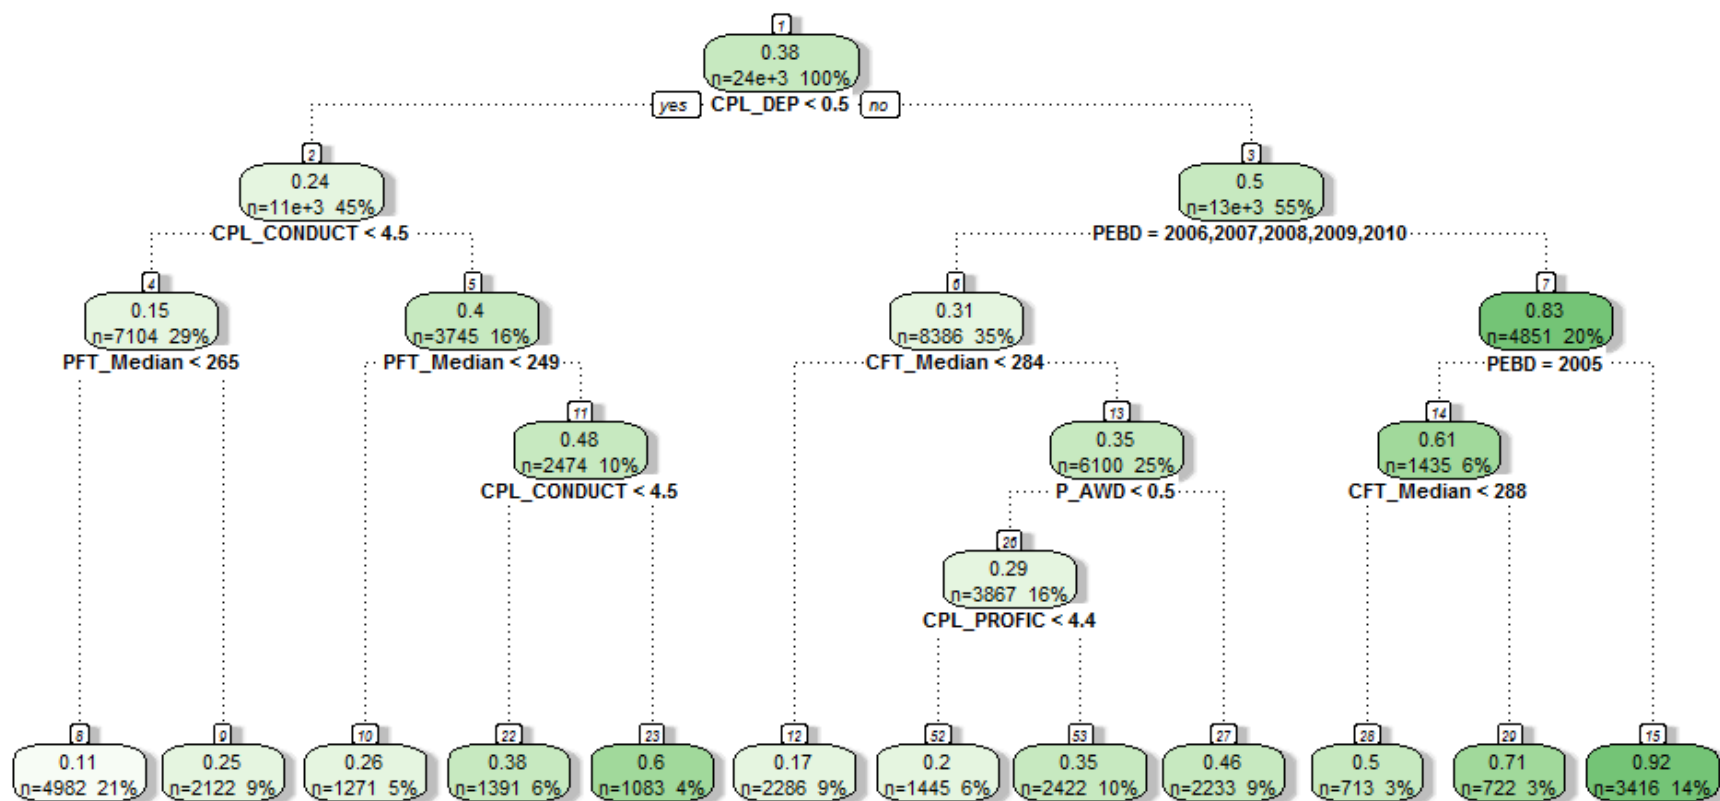 1
0.38
n=24e+3 100%
yes CPL_DEP < 0.5 no
2
0.24
n=11e+3 45%
CPL_CONDUCT < 4.5
3
0.5
n=13e+3 55%
PEBD = 2006,2007,2008,2009,2010
4
0.15
n=7104 29%
PFT_Median < 265
5
0.4
n=3745 16%
PFT_Median < 249
6
0.31
n=8386 35%
CFT_Median < 284
7
0.83
n=4851 20%
PEBD = 2005
11
0.48
n=2474 10%
CPL_CONDUCT < 4.5
13
0.35
n=6100 25%
P_AWD < 0.5
14
0.61
n=1435 6%
CFT_Median < 288
26
0.29
n=3867 16%
CPL_PROFIC < 4.4
8
0.11
n=4982 21%
9
0.25
n=2122 9%
10
0.26
n=1271 5%
22
0.38
n=1391 6%
23
0.6
n=1083 4%
12
0.17
n=2286 9%
52
0.2
n=1445 6%
53
0.35
n=2422 10%
27
0.46
n=2233 9%
28
0.5
n=713 3%
29
0.71
n=722 3%
15
0.92
n=3416 14%